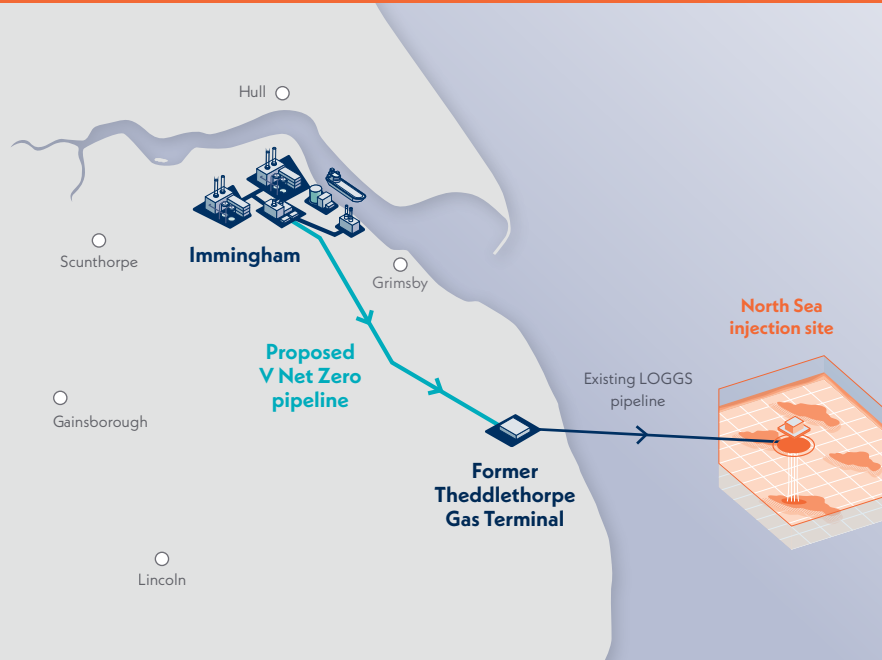 Hull
Immingham
Scunthorpe
Grimsby
North Sea
injection site
Proposed
V Net Zero
pipeline
Existing LOGGS
pipeline
Gainsborough
Former
Theddlethorpe
Gas Terminal
Lincoln